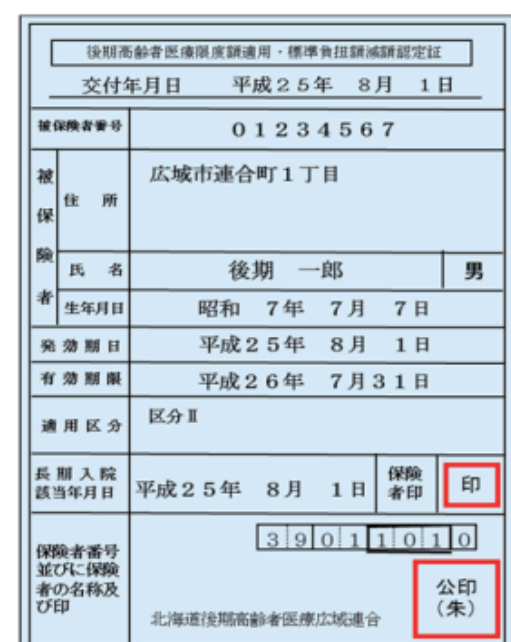 後期高齢者医療限度額適用・標準負担額減額認定証
交付年月日 平成25年 8月 1日
被保険者番号 01234567
被保険者
住所 広域市連合町1丁目
氏名 後期 一郎 男
生年月日 昭和 7年 7月 7日
発効期日 平成25年 8月 1日
有効期限 平成26年 7月31日
適用区分 区分Ⅱ
長期入院
該当年月日 平成25年 8月 1日 保険
者印 印
保険者番号
並びに保険
者の名称及
び印
39011010
北海道後期高齢者医療広域連合
公印
(朱)